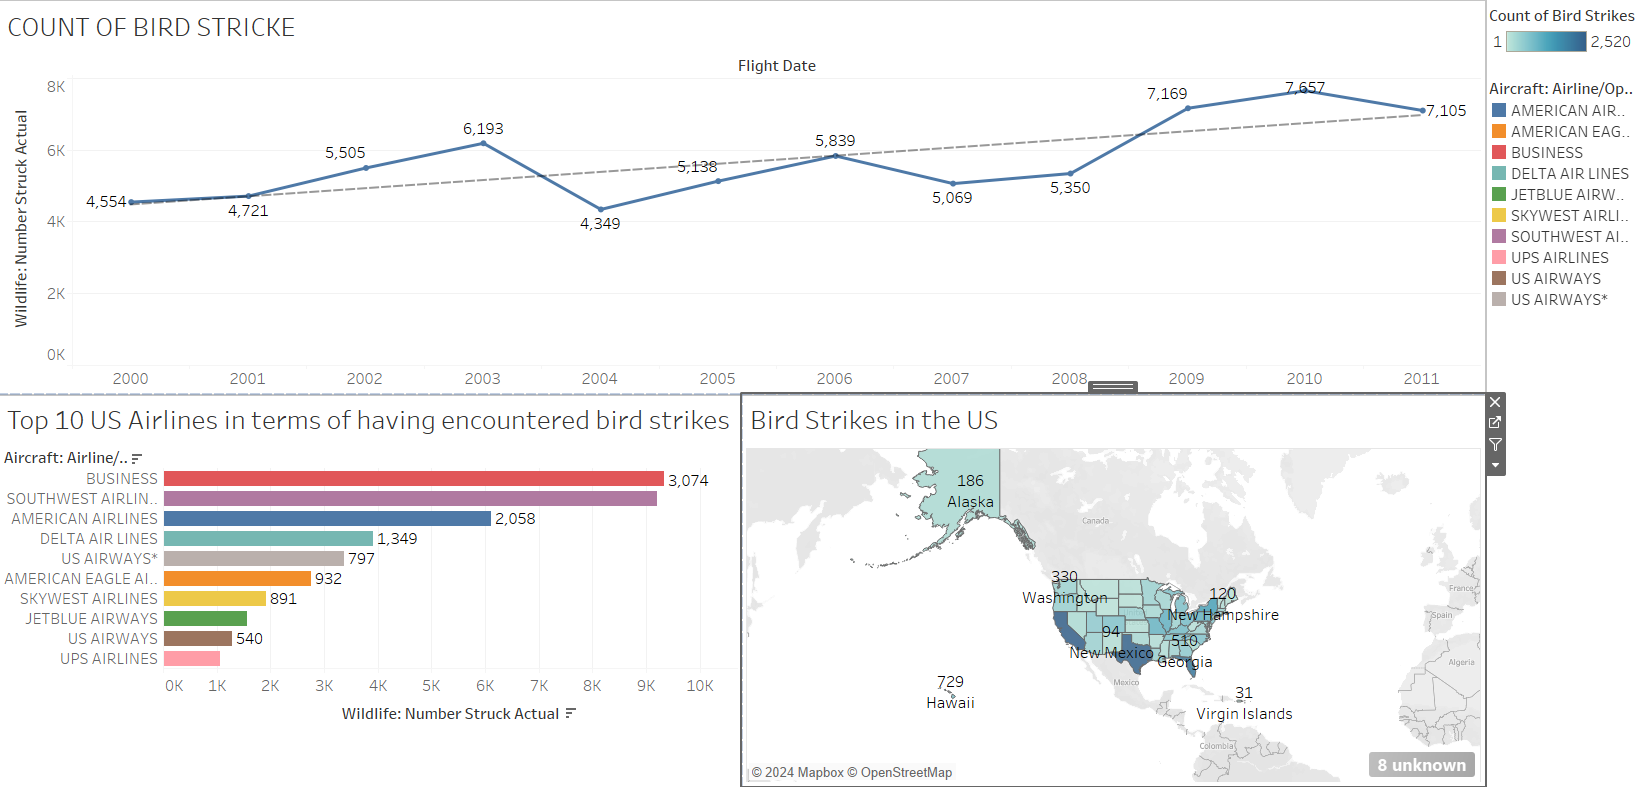 COUNT OF BIRD STRICKE
Flight Date
Wildlife: Number Struck Actual
8K
6K
4K
2K
0K
4,554
4,721
5,505
6,193
4,349
5,138
5,839
5,069
5,350
7,169
7,657
7,105
2000
2001
2002
2003
2004
2005
2006
2007
2008
2009
2010
2011
Count of Bird Strikes
1
2,520
Aircraft: Airline/Op..
AMERICAN AIR..
AMERICAN EAG..
BUSINESS
DELTA AIR LINES
JETBLUE AIRW..
SKYWEST AIRLI..
SOUTHWEST AI..
UPS AIRLINES
US AIRWAYS
US AIRWAYS*
Top 10 US Airlines in terms of having encountered bird strikes
Aircraft: Airline/..
BUSINESS 3,074
SOUTHWEST AIRLIN..
AMERICAN AIRLINES 2,058
DELTA AIR LINES 1,349
US AIRWAYS* 797
AMERICAN EAGLE AI.. 932
SKYWEST AIRLINES 891
JETBLUE AIRWAYS
US AIRWAYS 540
UPS AIRLINES
0K 1K 2K 3K 4K 5K 6K 7K 8K 9K 10K
Wildlife: Number Struck Actual
Bird Strikes in the US
186
Alaska
Canada
330
Washington
120
New Hampshire
94
New Mexico
510
Georgia
Mexico
729
Hawaii
31
Virgin Islands
Colombia
France
Spain
Algeria
© 2024 Mapbox © OpenStreetMap
8 unknown